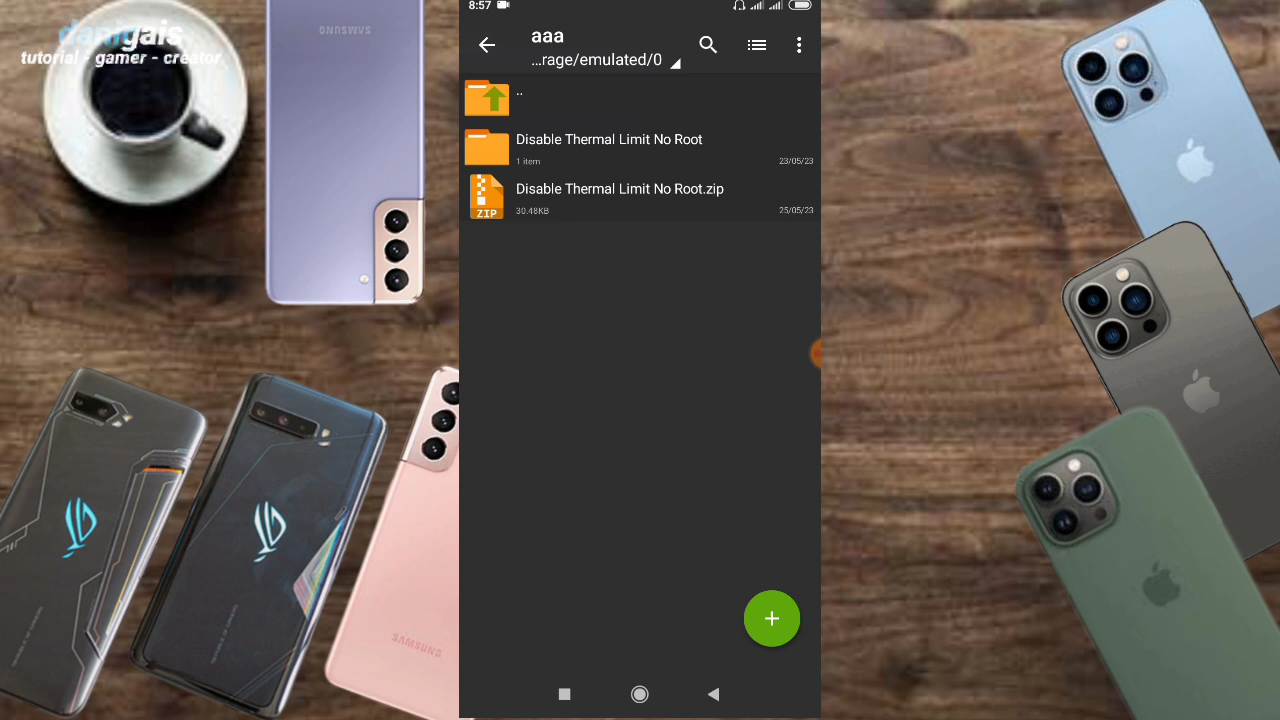 danigais
tutorial - gamer - creator
SAMSUNG
8:57
aaa
...rage/emulated/0
..
Disable Thermal Limit No Root
1 item
23/05/23
Disable Thermal Limit No Root.zip
ZIP
30.48KB
25/05/23
SAMSUNG